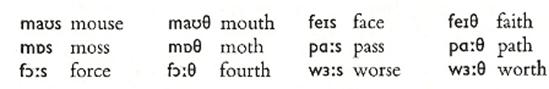 maʊs mouse maʊθ mouth feɪs face feɪθ faith
mɒs moss mɒθ moth pɑːs pass pɑːθ path
fɔːs force fɔːθ fourth wɜːs worse wɜːθ worth